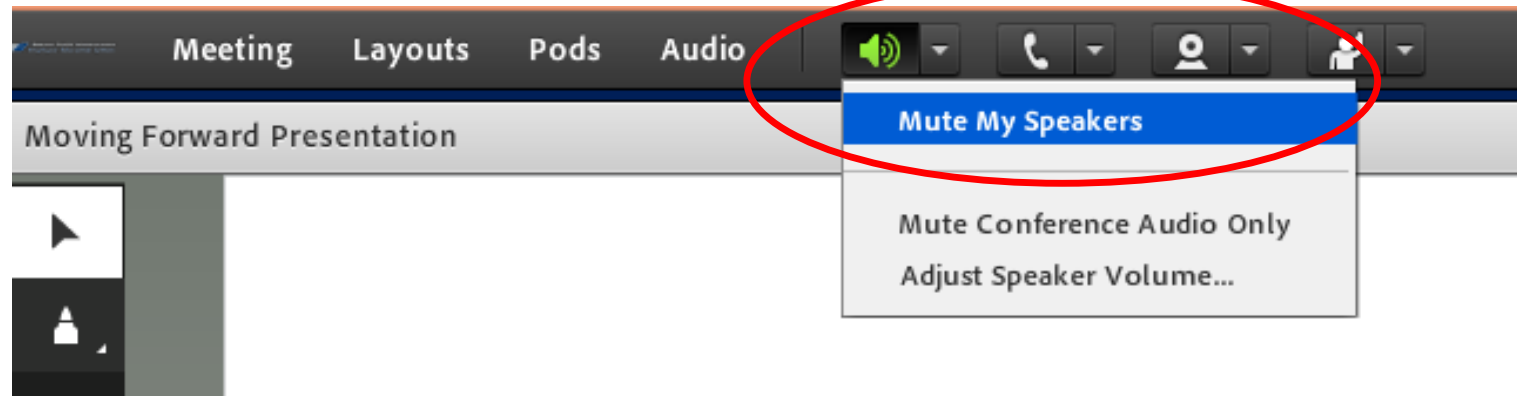 Meeting Layouts Pods Audio
Moving Forward Presentation
Mute My Speakers
Mute Conference Audio Only
Adjust Speaker Volume...